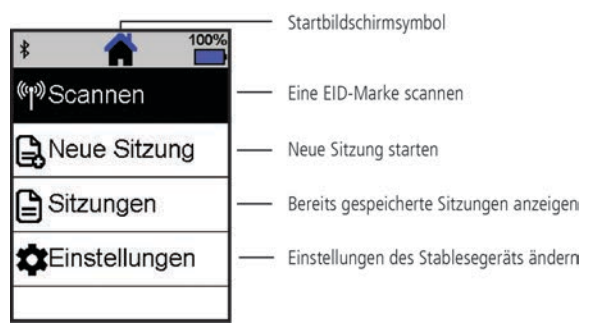 Startbildschirmsymbol
100%
Scannen
Eine EID-Marke scannen
Neue Sitzung
Neue Sitzung starten
Sitzungen
Bereits gespeicherte Sitzungen anzeigen
Einstellungen
Einstellungen des Stablesegeräts ändern